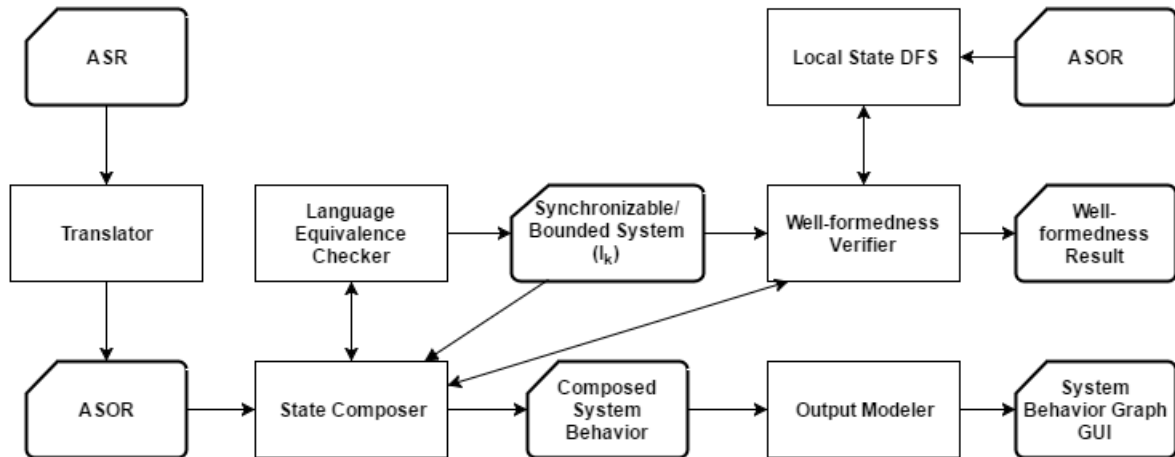 ASR
Local State DFS
ASOR
Translator
Language
Equivalence
Checker
Synchronizable/
Bounded System
(Ik)
Well-formedness
Verifier
Well-
formedness
Result
ASOR
State Composer
Composed
System
Behavior
Output Modeler
System
Behavior Graph
GUI